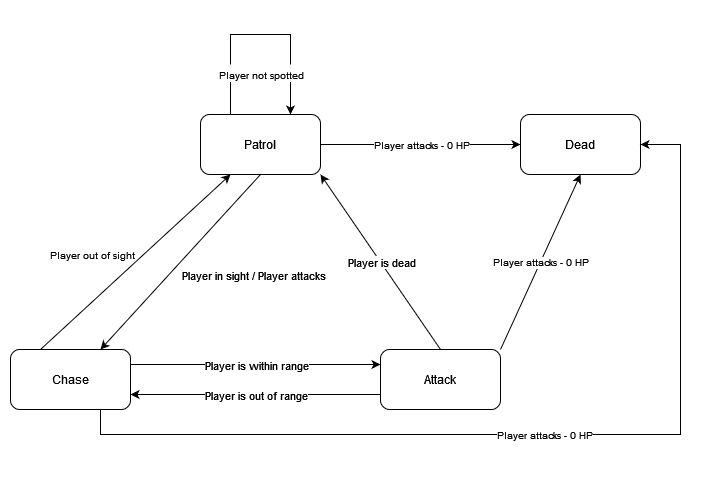 Player not spotted
Patrol
Player attacks - 0 HP
Dead
Player out of sight
Player in sight / Player attacks
Player is dead
Player attacks - 0 HP
Chase
Player is within range
Attack
Player is out of range
Player attacks - 0 HP